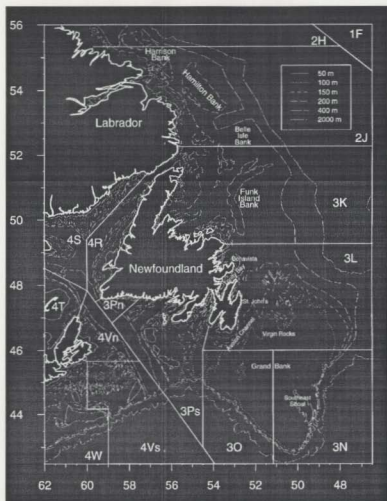 56
54
52
50
48
46
44
62 60 58 56 54 52 50 48
1F
2H
Harrison Bank
Hamilton Bank
50 m
100 m
150 m
200 m
400 m
2000 m
Labrador
Belle Isle Bank
2J
Funk Island Bank
3K
4S
4R
3L
Newfoundland
Bonavista
4T
3Pn
St. John's
4Vn
Virgin Rocks
Grand Bank
Southeast Shoal
3Ps
4W
4Vs
3O
3N